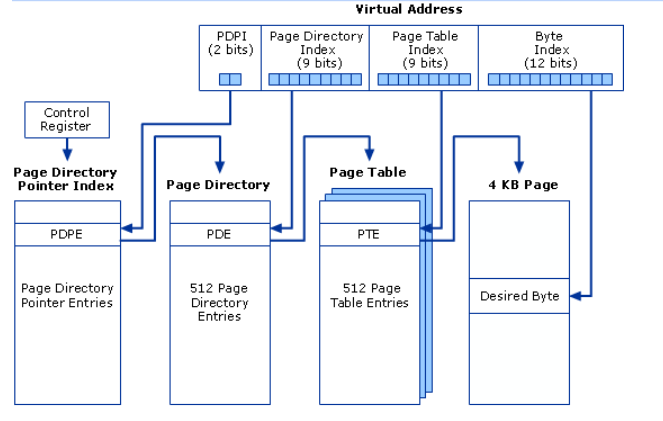 Virtual Address
PDPI
(2 bits)
Page Directory
Index
(9 bits)
Page Table
Index
(9 bits)
Byte
Index
(12 bits)
Control
Register
Page Directory
Pointer Index
Page Directory
Page Table
4 KB Page
PDPE
PDE
PTE
Page Directory
Pointer Entries
512 Page
Directory
Entries
512 Page
Table Entries
Desired Byte